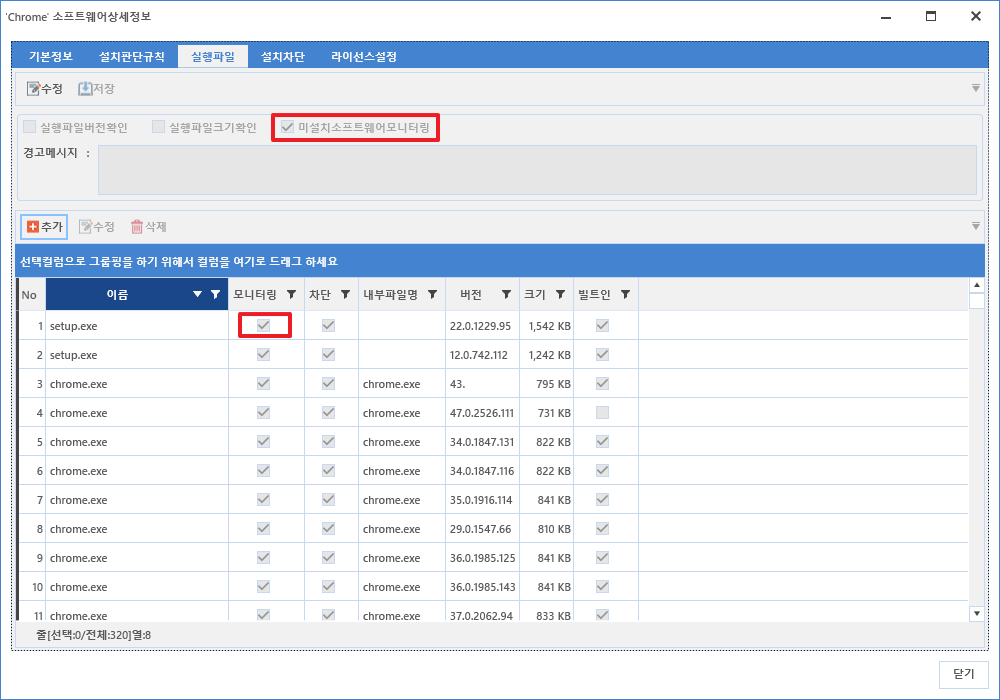 'Chrome' 소프트웨어상세정보
기본정보 설치판단규칙 실행파일 설치차단 라이선스설정
수정 저장
실행파일버전확인 실행파일크기확인 미설치소프트웨어모니터링
경고메시지 :
추가 수정 삭제
선택컬럼으로 그룹핑을 하기 위해서 컬럼을 여기로 드래그 하세요
No 이름 모니터링 차단 내부파일명 버전 크기 빌트인
1 setup.exe 22.0.1229.95 1,542 KB
2 setup.exe 12.0.742.112 1,242 KB
3 chrome.exe chrome.exe 43. 795 KB
4 chrome.exe chrome.exe 47.0.2526.111 731 KB
5 chrome.exe chrome.exe 34.0.1847.131 822 KB
6 chrome.exe chrome.exe 34.0.1847.116 822 KB
7 chrome.exe chrome.exe 35.0.1916.114 841 KB
8 chrome.exe chrome.exe 29.0.1547.66 810 KB
9 chrome.exe chrome.exe 36.0.1985.125 841 KB
10 chrome.exe chrome.exe 36.0.1985.143 841 KB
11 chrome.exe chrome.exe 37.0.2062.94 833 KB
줄[선택:0/전체:320]열:8
닫기